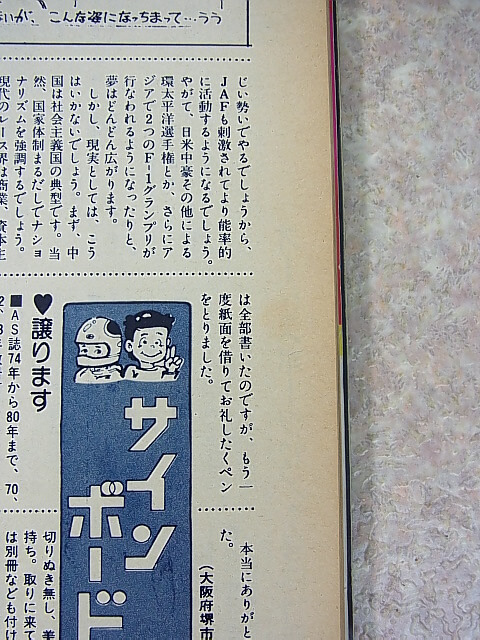 こんな姿になっちまって…うう
じい勢いでやるでしょうから、
JAFも刺激されてより能率的
に活動するようになるでしょう。
やがて、日米中豪その他による
環太平洋選手権とか、さらにア
ジアで2つのF-1グランプリが
行なわれるようになったりと、
夢はどんどん広がります。
しかし、現実としては、こう
はいかないでしょう。まず、中
国は社会主義国の典型です。当
然、国家体制まるだしでナショ
ナリズムを強調するでしょう。
現代のレース界は商業、資本主
は全部書いたのですが、もう一
度紙面を借りてお礼したくペン
をとりました。
サイン
ボード
♥譲ります
■AS誌74年から80年まで、70、
本当にありがと
た。
(大阪府堺市
切りぬき無し、美
持ち。取りに来て
は別冊なども付け